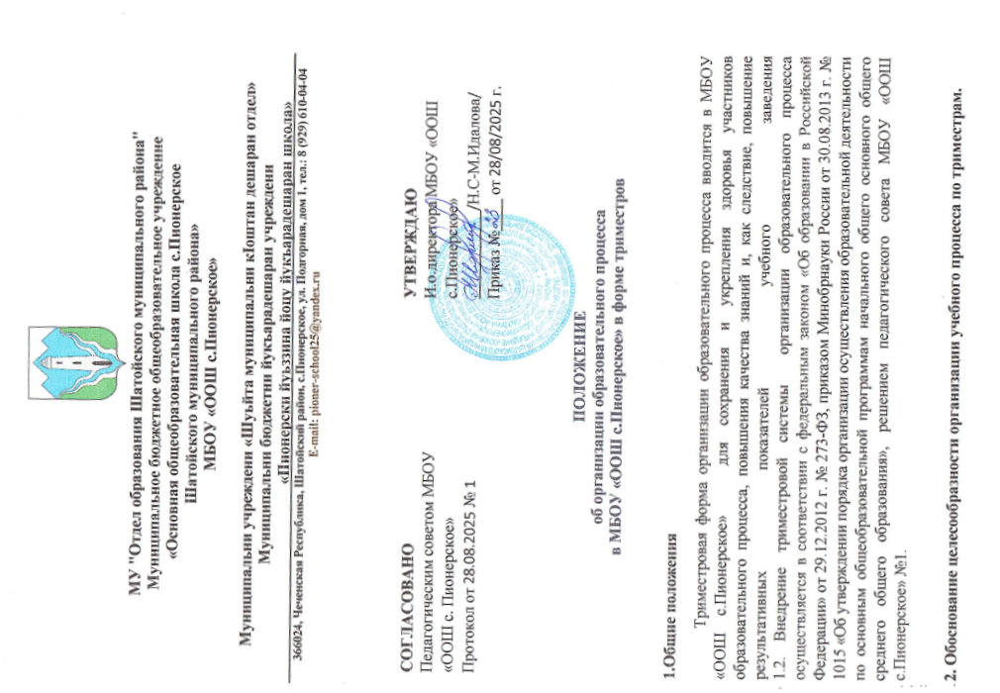 МУ "Отдел образования Шатойского муниципального района"
Муниципальное бюджетное общеобразовательное учреждение
«Основная общеобразовательная школа с.Пионерское
Шатойского муниципального района»
МБОУ «ООШ с.Пионерское»
Муниципальни учреждени «Шуьйта муниципальни кӀоштан дешаран отдел»
Муниципальни бюджетни йукъарадешаран учреждени
«Пионерски йуьззина йоцу йукъарадешаран школа»
366024, Чеченская Республика, Шатойский район, с.Пионерское, ул. Подгорная, дом 1, тел.: 8 (929) 610-04-04
E-mail: pioner-school25@yandex.ru
СОГЛАСОВАНО
Педагогическим советом МБОУ
«ООШ с. Пионерское»
Протокол от 28.08.2025 № 1
УТВЕРЖДАЮ
И.о.директора МБОУ «ООШ
с.Пионерское»
/Н.С-М.Идалова/
Приказ № от 28/08/2025 г.
ПОЛОЖЕНИЕ
об организации образовательного процесса
в МБОУ «ООШ с.Пионерское» в форме триместров
1.Общие положения
Триместровая форма организации образовательного процесса вводится в МБОУ
«ООШ с.Пионерское» для сохранения и укрепления здоровья участников
образовательного процесса, повышения качества знаний и, как следствие, повышение
результативных показателей учебного заведения
1.2. Внедрение триместровой системы организации образовательного процесса
осуществляется в соответствии с федеральным законом «Об образовании в Российской
Федерации» от 29.12.2012 г. № 273-ФЗ, приказом Минобрнауки России от 30.08.2013 г. №
1015 «Об утверждении порядка организации осуществления образовательной деятельности
по основным общеобразовательной программам начального общего основного общего
среднего общего образования», решением педагогического совета МБОУ «ООШ
с.Пионерское» №1.
2. Обоснование целесообразности организации учебного процесса по триместрам.